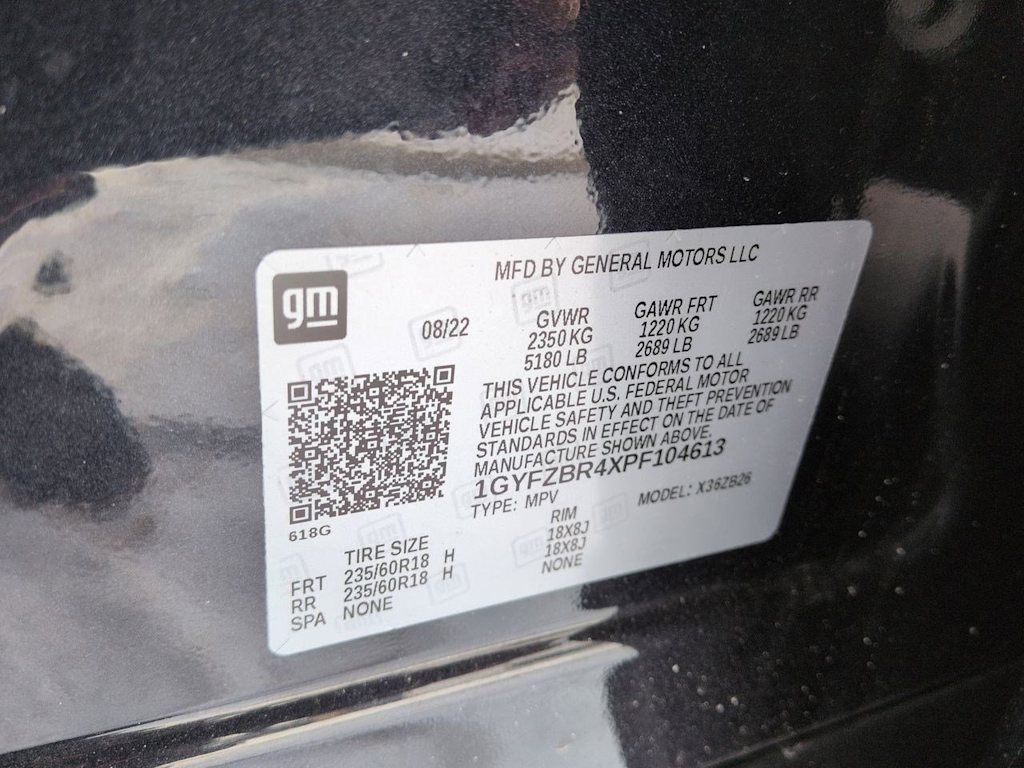 MFD BY GENERAL MOTORS LLC
gm
08/22
GVWR
2350 KG
5180 LB
GAWR FRT
1220 KG
2689 LB
GAWR RR
1220 KG
2689 LB
THIS VEHICLE CONFORMS TO ALL
APPLICABLE U.S. FEDERAL MOTOR
VEHICLE SAFETY AND THEFT PREVENTION
STANDARDS IN EFFECT ON THE DATE OF
MANUFACTURE SHOWN ABOVE.
1GYFZBR4XPF104613
TYPE: MPV
MODEL: X36ZB26
618G
TIRE SIZE
RIM
FRT 235/60R18 H 18X8J
RR 235/60R18 H 18X8J
SPA NONE NONE